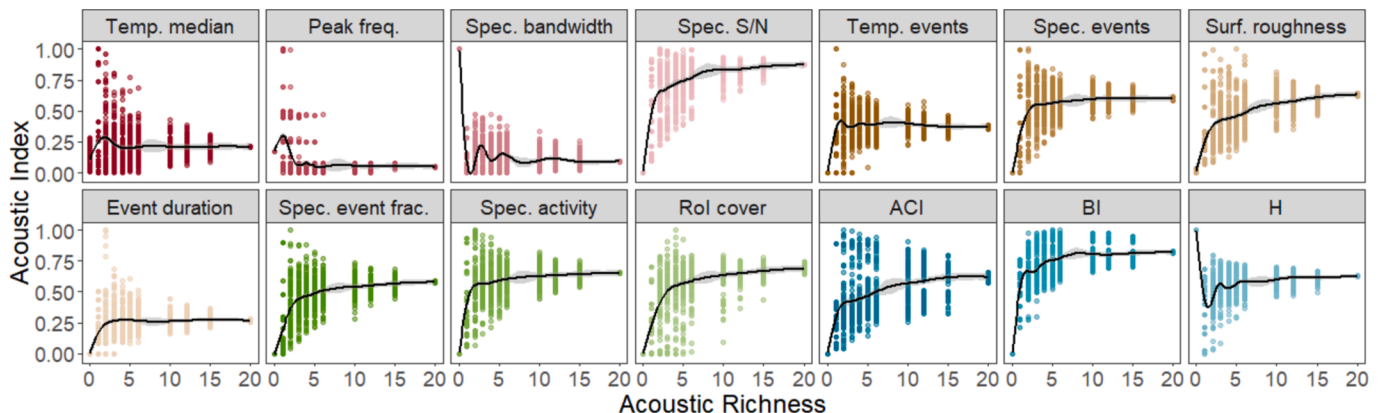 Temp. median Peak freq. Spec. bandwidth Spec. S/N Temp. events Spec. events Surf. roughness
1.00
0.75
0.50
0.25
0.00
Event duration Spec. event frac. Spec. activity RoI cover ACI BI H
1.00
0.75
0.50
0.25
0.00
0 5 10 15 20 0 5 10 15 20 0 5 10 15 20 0 5 10 15 20 0 5 10 15 20 0 5 10 15 20 0 5 10 15 20
Acoustic Richness
Acoustic Index